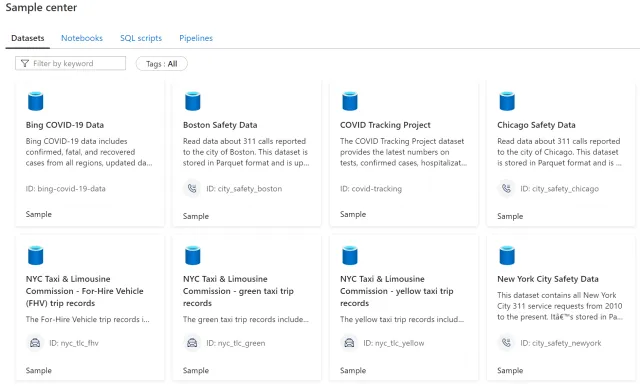 Sample center
Datasets Notebooks SQL scripts Pipelines
Filter by keyword Tags : All
Bing COVID-19 Data
Bing COVID-19 data includes
confirmed, fatal, and recovered
cases from all regions, updated da...
ID: bing-covid-19-data
Sample
Boston Safety Data
Read data about 311 calls reported
to the city of Boston. This dataset is
stored in Parquet format and is up...
ID: city_safety_boston
Sample
COVID Tracking Project
The COVID Tracking Project dataset
provides the latest numbers on
tests, confirmed cases, hospitalizat...
ID: covid-tracking
Sample
Chicago Safety Data
Read data about 311 calls reported
to the city of Chicago. This dataset
is stored in Parquet format and is ...
ID: city_safety_chicago
Sample
NYC Taxi & Limousine
Commission - For-Hire Vehicle
(FHV) trip records
The For-Hire Vehicle trip records i...
ID: nyc_tlc_fhv
Sample
NYC Taxi & Limousine
Commission - green taxi trip
records
The green taxi trip records include...
ID: nyc_tlc_green
Sample
NYC Taxi & Limousine
Commission - yellow taxi trip
records
The yellow taxi trip records includ...
ID: nyc_tlc_yellow
Sample
New York City Safety Data
This dataset contains all New York
City 311 service requests from 2010
to the present. Itâ€™s stored in Pa...
ID: city_safety_newyork
Sample